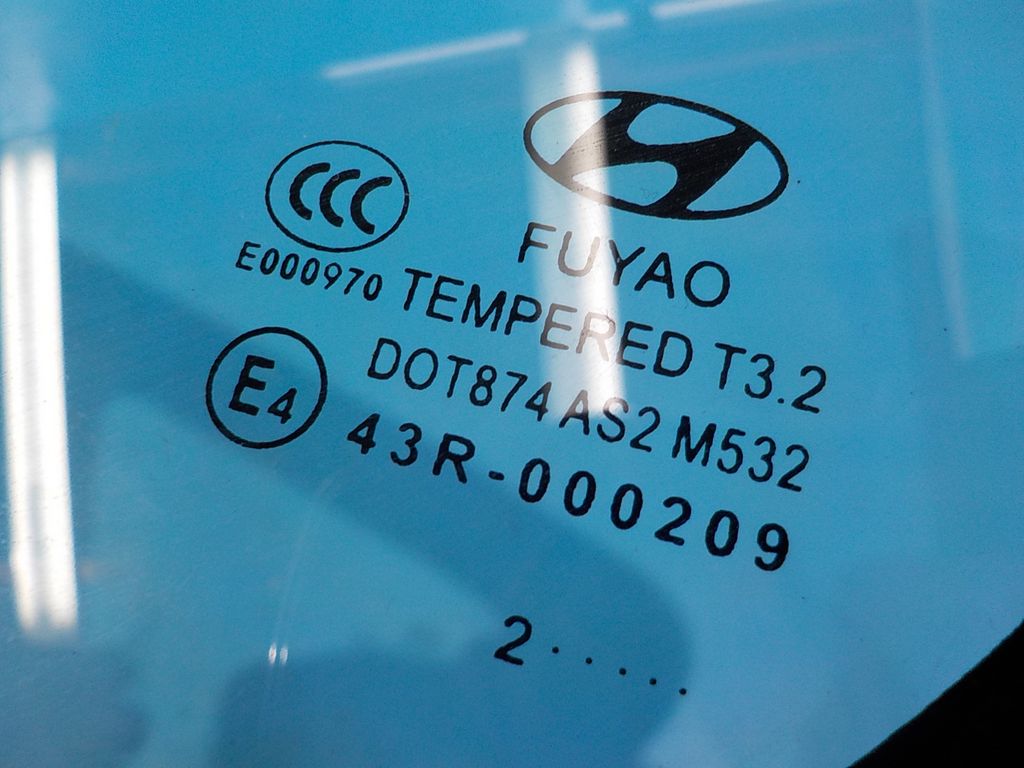 CCC
FUYAO
E000970
TEMPERED T3.2
E4
DOT874 AS2 M532
43R-000209
2.....